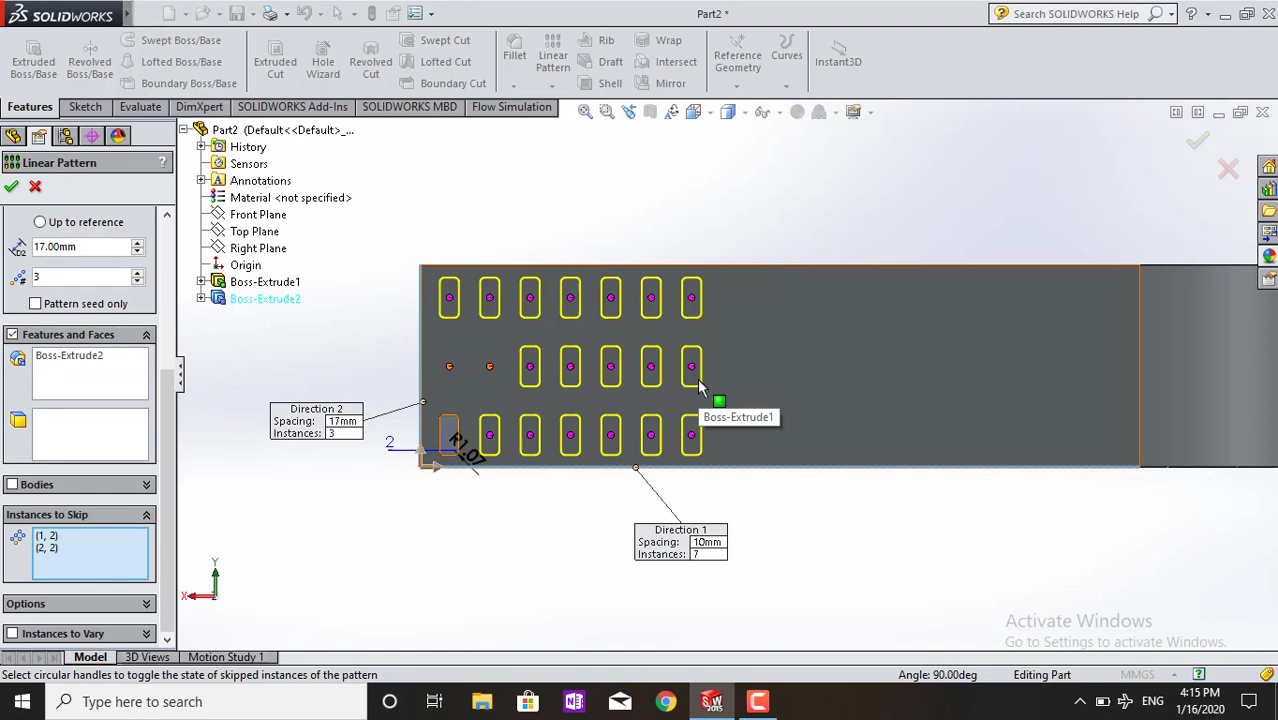 SOLIDWORKS
Part2 *
Search SOLIDWORKS Help
Extruded Boss/Base
Revolved Boss/Base
Swept Boss/Base
Lofted Boss/Base
Boundary Boss/Base
Extruded Cut
Hole Wizard
Revolved Cut
Swept Cut
Lofted Cut
Boundary Cut
Fillet
Linear Pattern
Rib
Draft
Shell
Wrap
Intersect
Mirror
Reference Geometry
Curves
Instant3D
Features
Sketch
Evaluate
DimXpert
SOLIDWORKS Add-Ins
SOLIDWORKS MBD
Flow Simulation
Linear Pattern
?
Up to reference
17.00mm
3
Pattern seed only
Features and Faces
Boss-Extrude2
Bodies
Instances to Skip
(1, 2)
(2, 2)
Options
Instances to Vary
Part2 (Default<<Default>_...
History
Sensors
Annotations
Material <not specified>
Front Plane
Top Plane
Right Plane
Origin
Boss-Extrude1
Boss-Extrude2
Direction 2
Spacing: 17mm
Instances: 3
2
R1.07
Boss-Extrude1
Direction 1
Spacing: 10mm
Instances: 7
Y
X
Z
Activate Windows
Go to Settings to activate Windows.
Model
3D Views
Motion Study 1
Select circular handles to toggle the state of skipped instances of the pattern
Angle: 90.00deg
Editing Part
MMGS
Type here to search
ENG
4:15 PM
1/16/2020